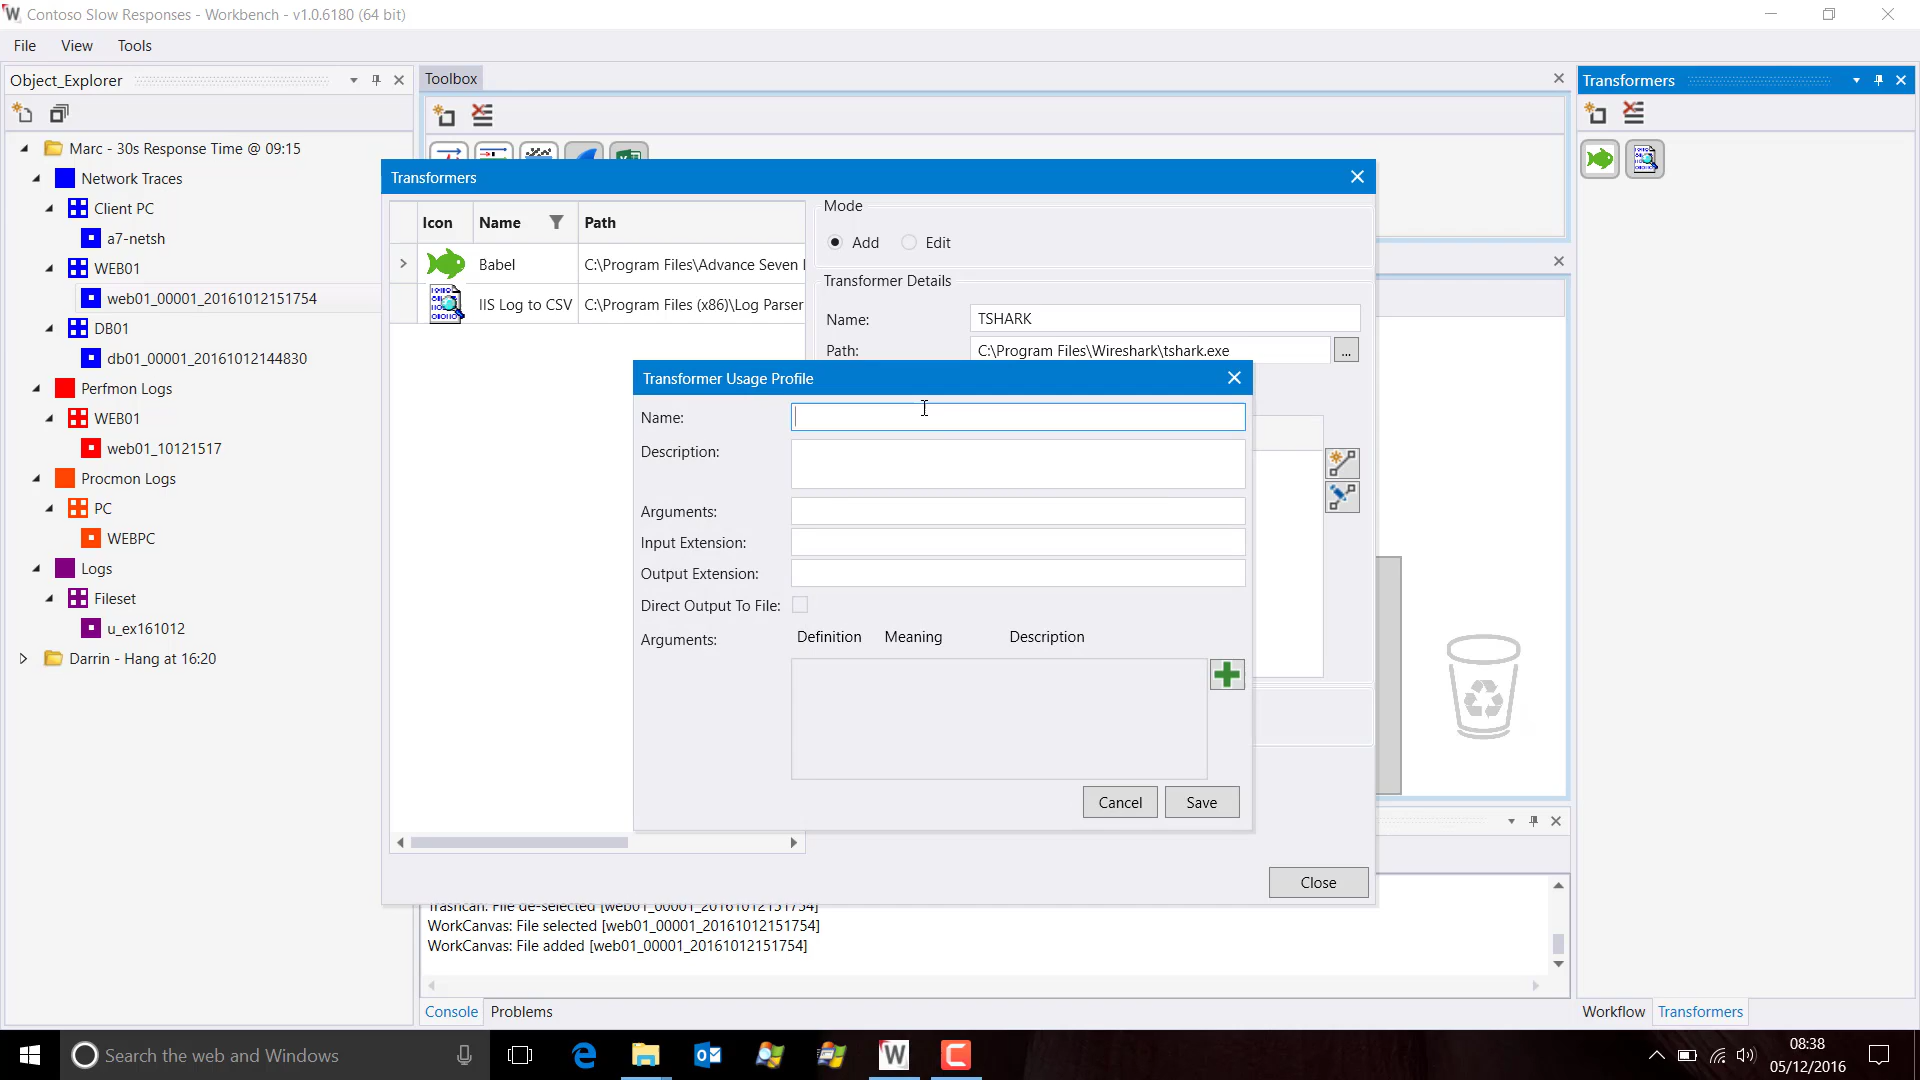 Contoso Slow Responses - Workbench - v1.0.6180 (64 bit)
File View Tools
Object_Explorer
Marc - 30s Response Time @ 09:15
Network Traces
Client PC
a7-netsh
WEB01
web01_00001_20161012151754
DB01
db01_00001_20161012144830
Perfmon Logs
WEB01
web01_10121517
Procmon Logs
PC
WEBPC
Logs
Fileset
u_ex161012
Darrin - Hang at 16:20
Toolbox
Transformers
Icon Name Path
Babel C:\Program Files\Advance Seven
IIS Log to CSV C:\Program Files (x86)\Log Parser
Mode
Add Edit
Transformer Details
Name: TSHARK
Path: C:\Program Files\Wireshark\tshark.exe ...
Transformer Usage Profile
Name:
Description:
Arguments:
Input Extension:
Output Extension:
Direct Output To File:
Arguments: Definition Meaning Description
Cancel Save
Close
Trashcan: File de-selected [web01_00001_20161012151754]
WorkCanvas: File selected [web01_00001_20161012151754]
WorkCanvas: File added [web01_00001_20161012151754]
Console Problems
Transformers
Workflow Transformers
Search the web and Windows
08:38
05/12/2016